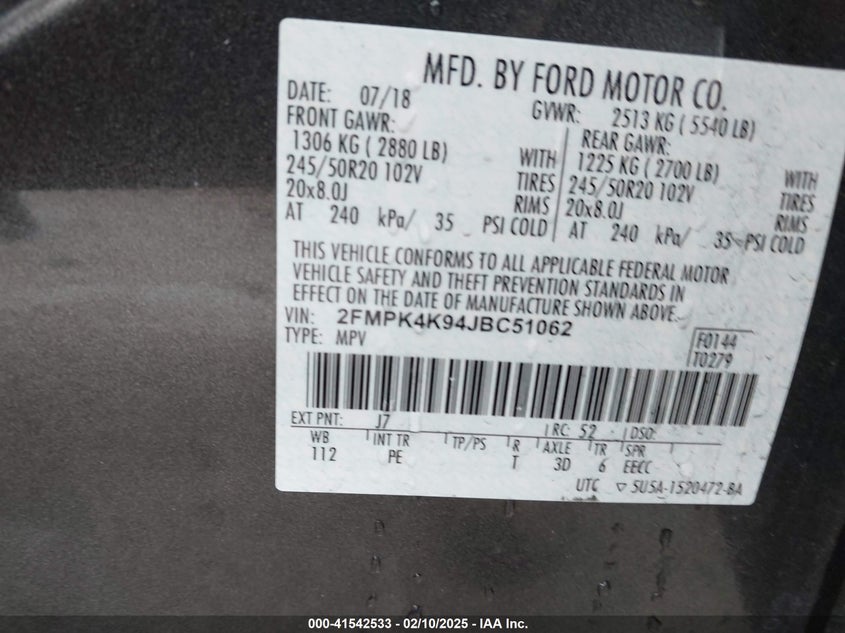 MFD. BY FORD MOTOR CO.
DATE: 07/18 GVWR: 2513 KG ( 5540 LB)
FRONT GAWR: REAR GAWR:
1306 KG ( 2880 LB) WITH 1225 KG ( 2700 LB) WITH
245/50R20 102V TIRES 245/50R20 102V TIRES
20x8.0J RIMS 20x8.0J RIMS
AT 240 kPa/ 35 PSI COLD AT 240 kPa/ 35 PSI COLD
THIS VEHICLE CONFORMS TO ALL APPLICABLE FEDERAL MOTOR
VEHICLE SAFETY AND THEFT PREVENTION STANDARDS IN
EFFECT ON THE DATE OF MANUFACTURE SHOWN ABOVE.
VIN: 2FMPK4K94JBC51062
TYPE: MPV
F0144
T0279
EXT PNT: J7 RC: 52 DSO:
WB INT TR TP/PS R AXLE TR SPR
112 PE T 3D 6 EECC
UTC ▽ 5U5A-1520472-BA
000-41542533 — 02/10/2025 — IAA Inc.